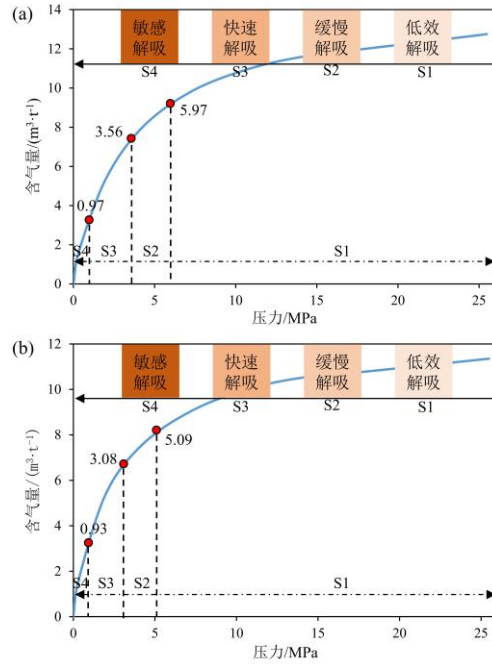 (a)
14
12
10
8
6
4
2
0
含气量/(m³·t⁻¹)
敏感
解吸
快速
解吸
缓慢
解吸
低效
解吸
S4
S3
S2
S1
5.97
3.56
0.97
S4
S3
S2
S1
0
5
10
15
20
25
压力/MPa
(b)
12
10
8
6
4
2
0
含气量/(m³·t⁻¹)
敏感
解吸
快速
解吸
缓慢
解吸
低效
解吸
S4
S3
S2
S1
5.09
3.08
0.93
S4
S3
S2
S1
0
5
10
15
20
25
压力/MPa